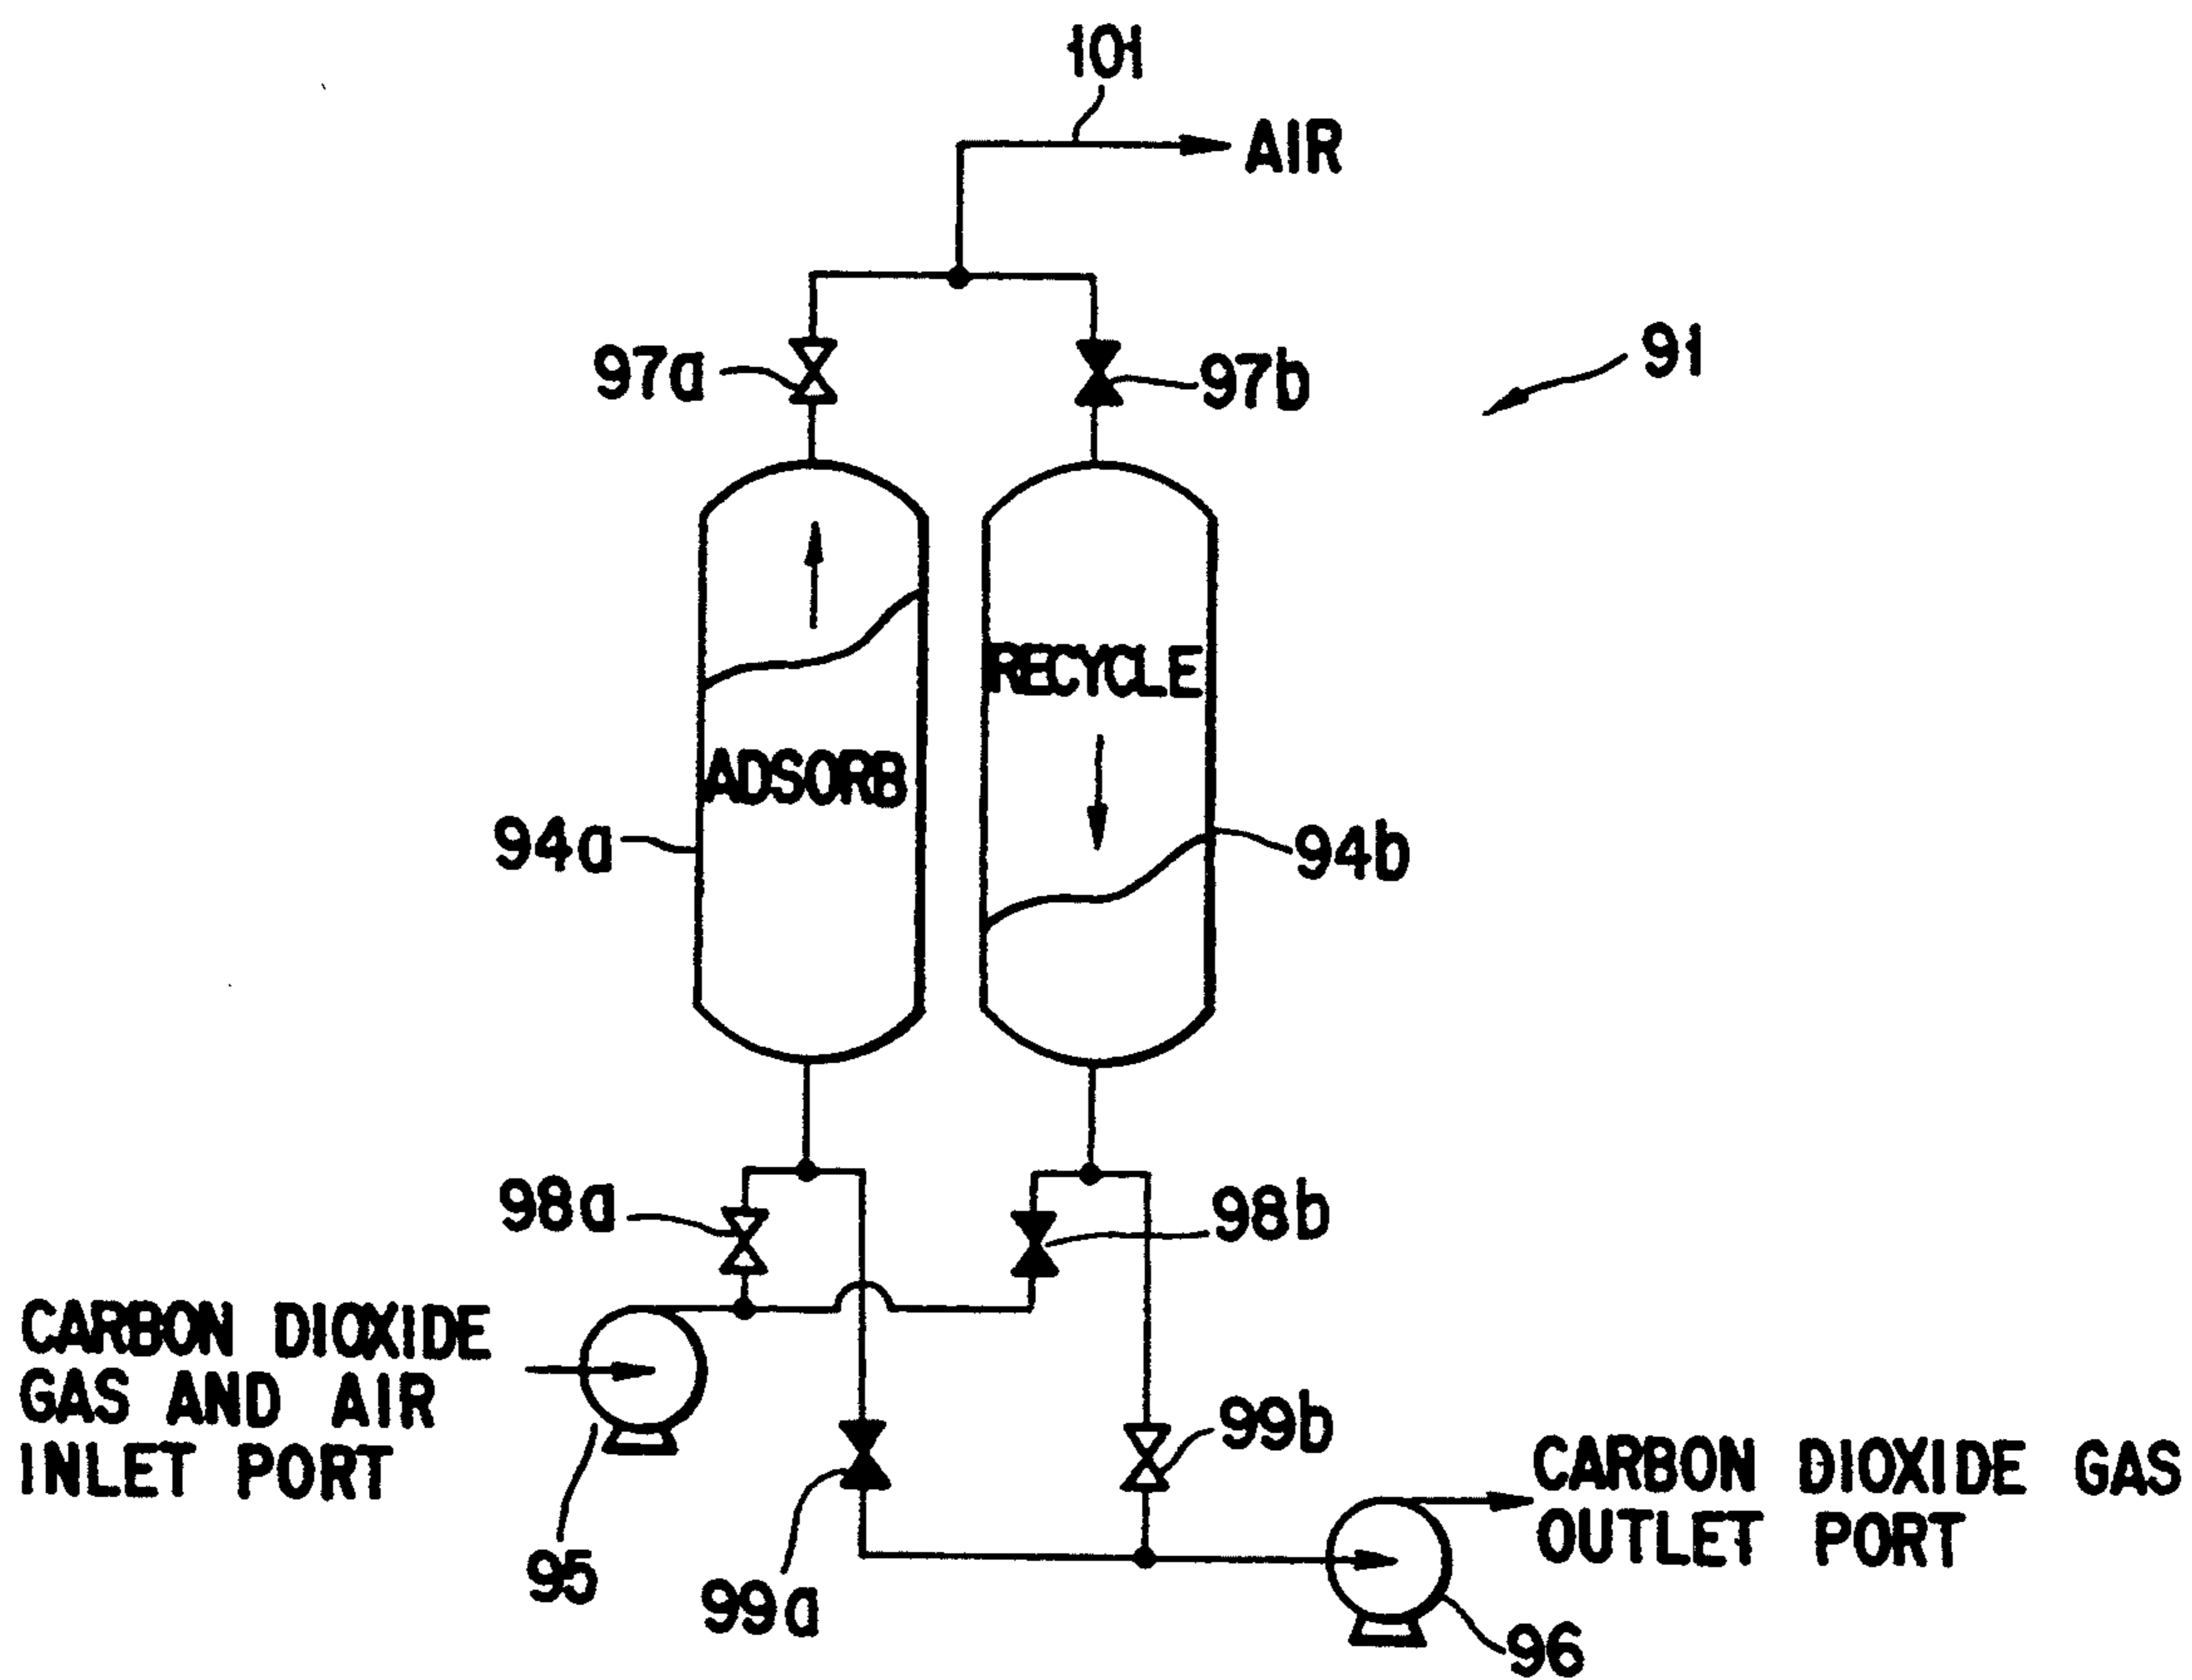 101
AIR
97a
97b
91
RECYCLE
ADSORB
94a
94b
98a
98b
CARBON DIOXIDE
GAS AND AIR
INLET PORT
99b
CARBON DIOXIDE GAS
OUTLET PORT
95
99a
96